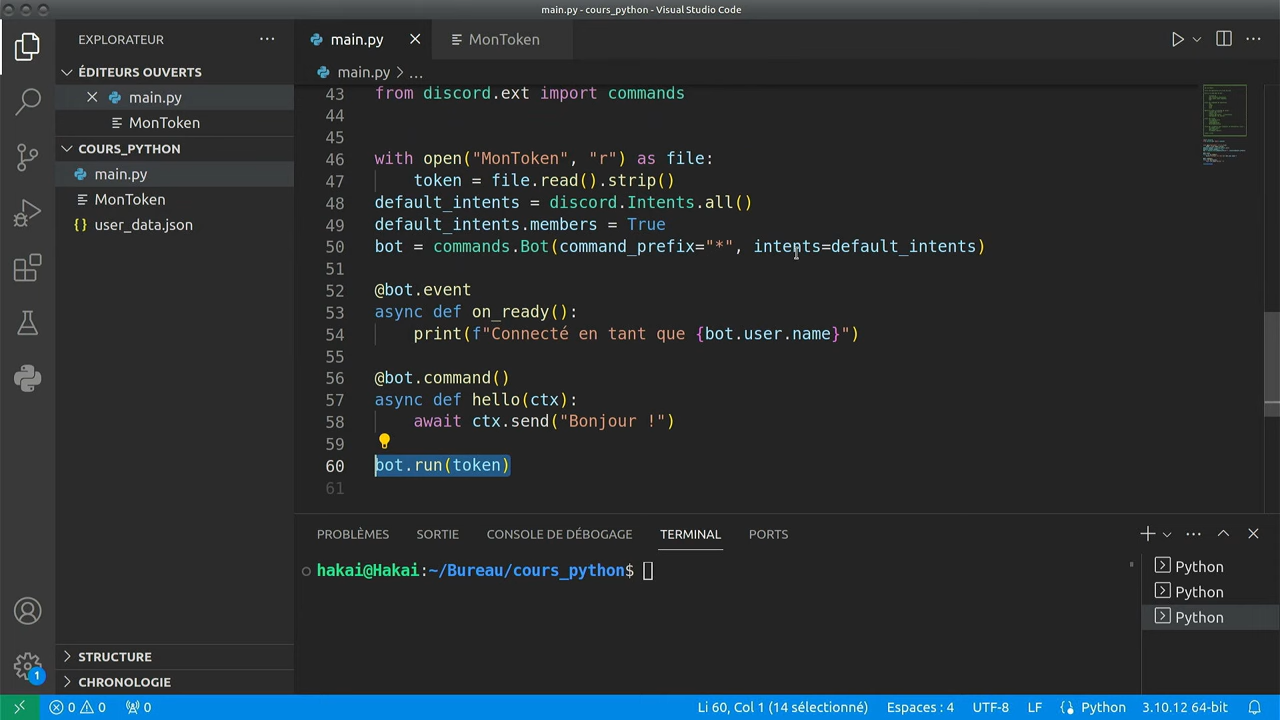 main.py - cours_python - Visual Studio Code
EXPLORATEUR
main.py
MonToken
ÉDITEURS OUVERTS
main.py > ...
main.py
MonToken
COURS_PYTHON
main.py
MonToken
user_data.json
43 from discord.ext import commands
44
45
46 with open("MonToken", "r") as file:
47 token = file.read().strip()
48 default_intents = discord.Intents.all()
49 default_intents.members = True
50 bot = commands.Bot(command_prefix="*", intents=default_intents)
51
52 @bot.event
53 async def on_ready():
54 print(f"Connecté en tant que {bot.user.name}")
55
56 @bot.command()
57 async def hello(ctx):
58 await ctx.send("Bonjour !")
59
60 bot.run(token)
61
PROBLÈMES SORTIE CONSOLE DE DÉBOGAGE TERMINAL PORTS
hakai@Hakai:~/Bureau/cours_python$
Python
Python
Python
STRUCTURE
CHRONOLOGIE
1
0 0 0 Li 60, Col 1 (14 sélectionné) Espaces : 4 UTF-8 LF Python 3.10.12 64-bit